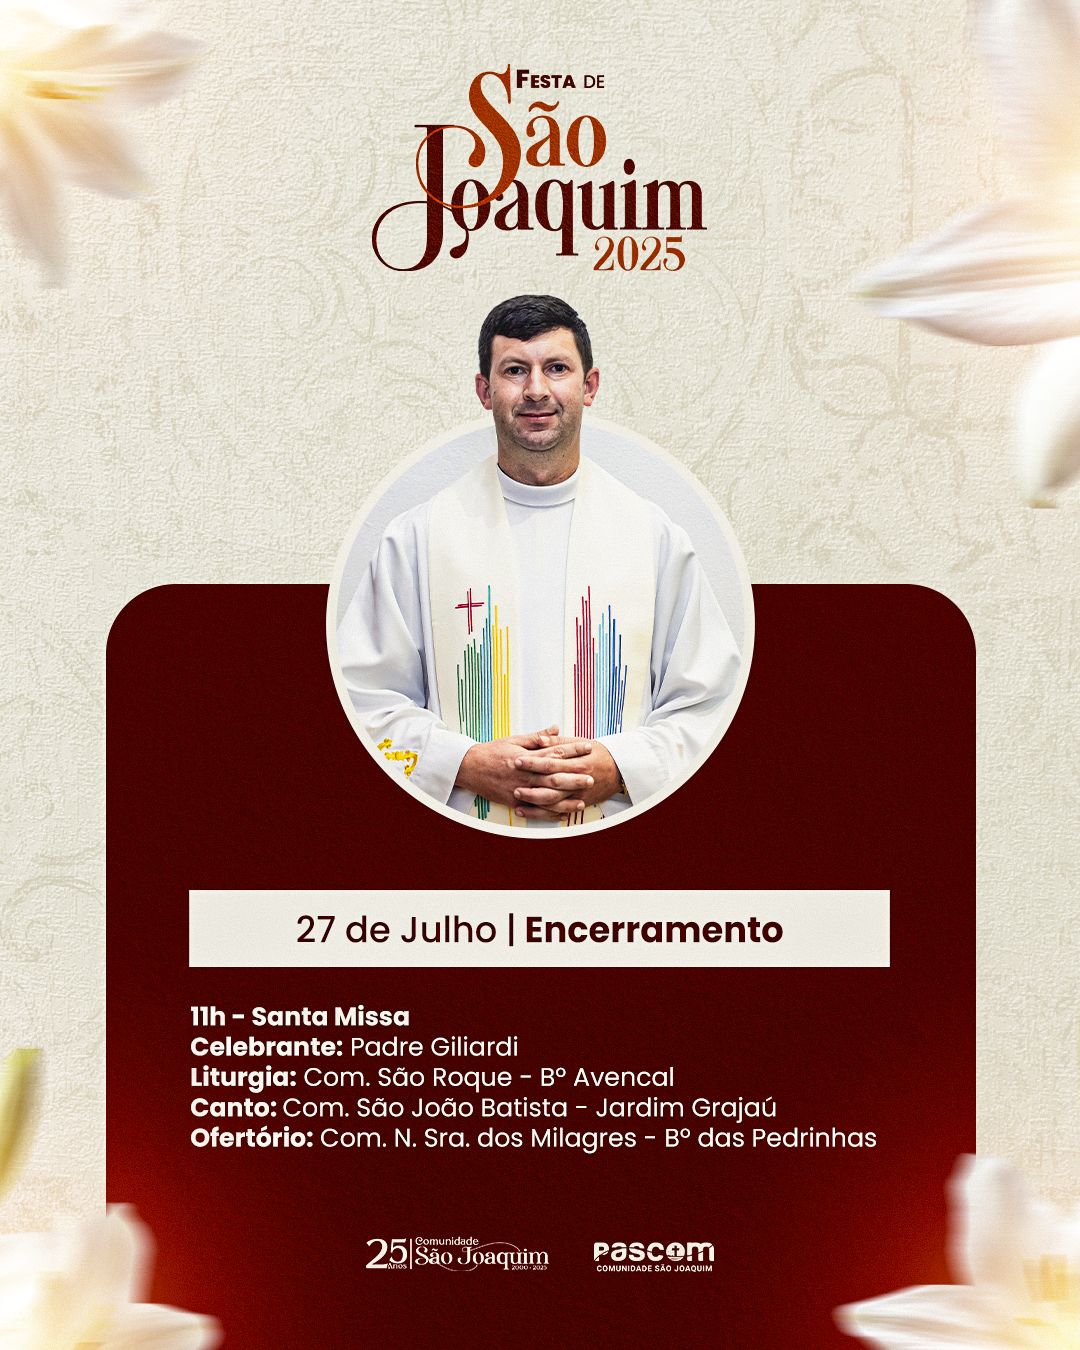 Festa de
São
Joaquim
2025
27 de Julho | Encerramento
11h - Santa Missa
Celebrante: Padre Giliardi
Liturgia: Com. São Roque - Bº Avencal
Canto: Com. São João Batista - Jardim Grajaú
Ofertório: Com. N. Sra. dos Milagres - Bº das Pedrinhas
25 Anos | Comunidade São Joaquim 2000 - 2025
PASCOM
COMUNIDADE SÃO JOAQUIM